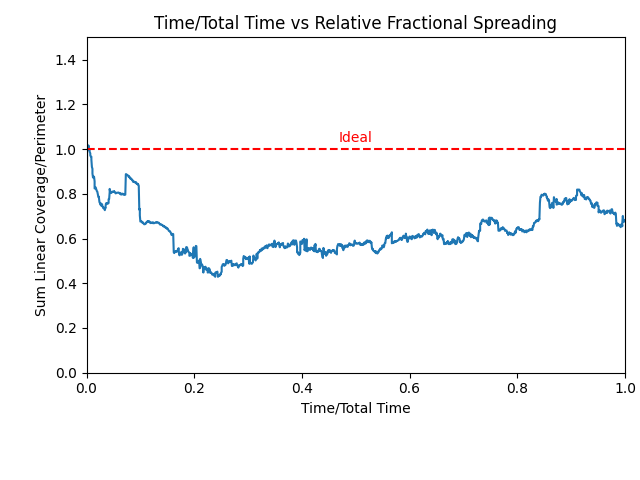 Time/Total Time vs Relative Fractional Spreading
Sum Linear Coverage/Perimeter
1.4
1.2
1.0
0.8
0.6
0.4
0.2
0.0
Ideal
0.0 0.2 0.4 0.6 0.8 1.0
Time/Total Time